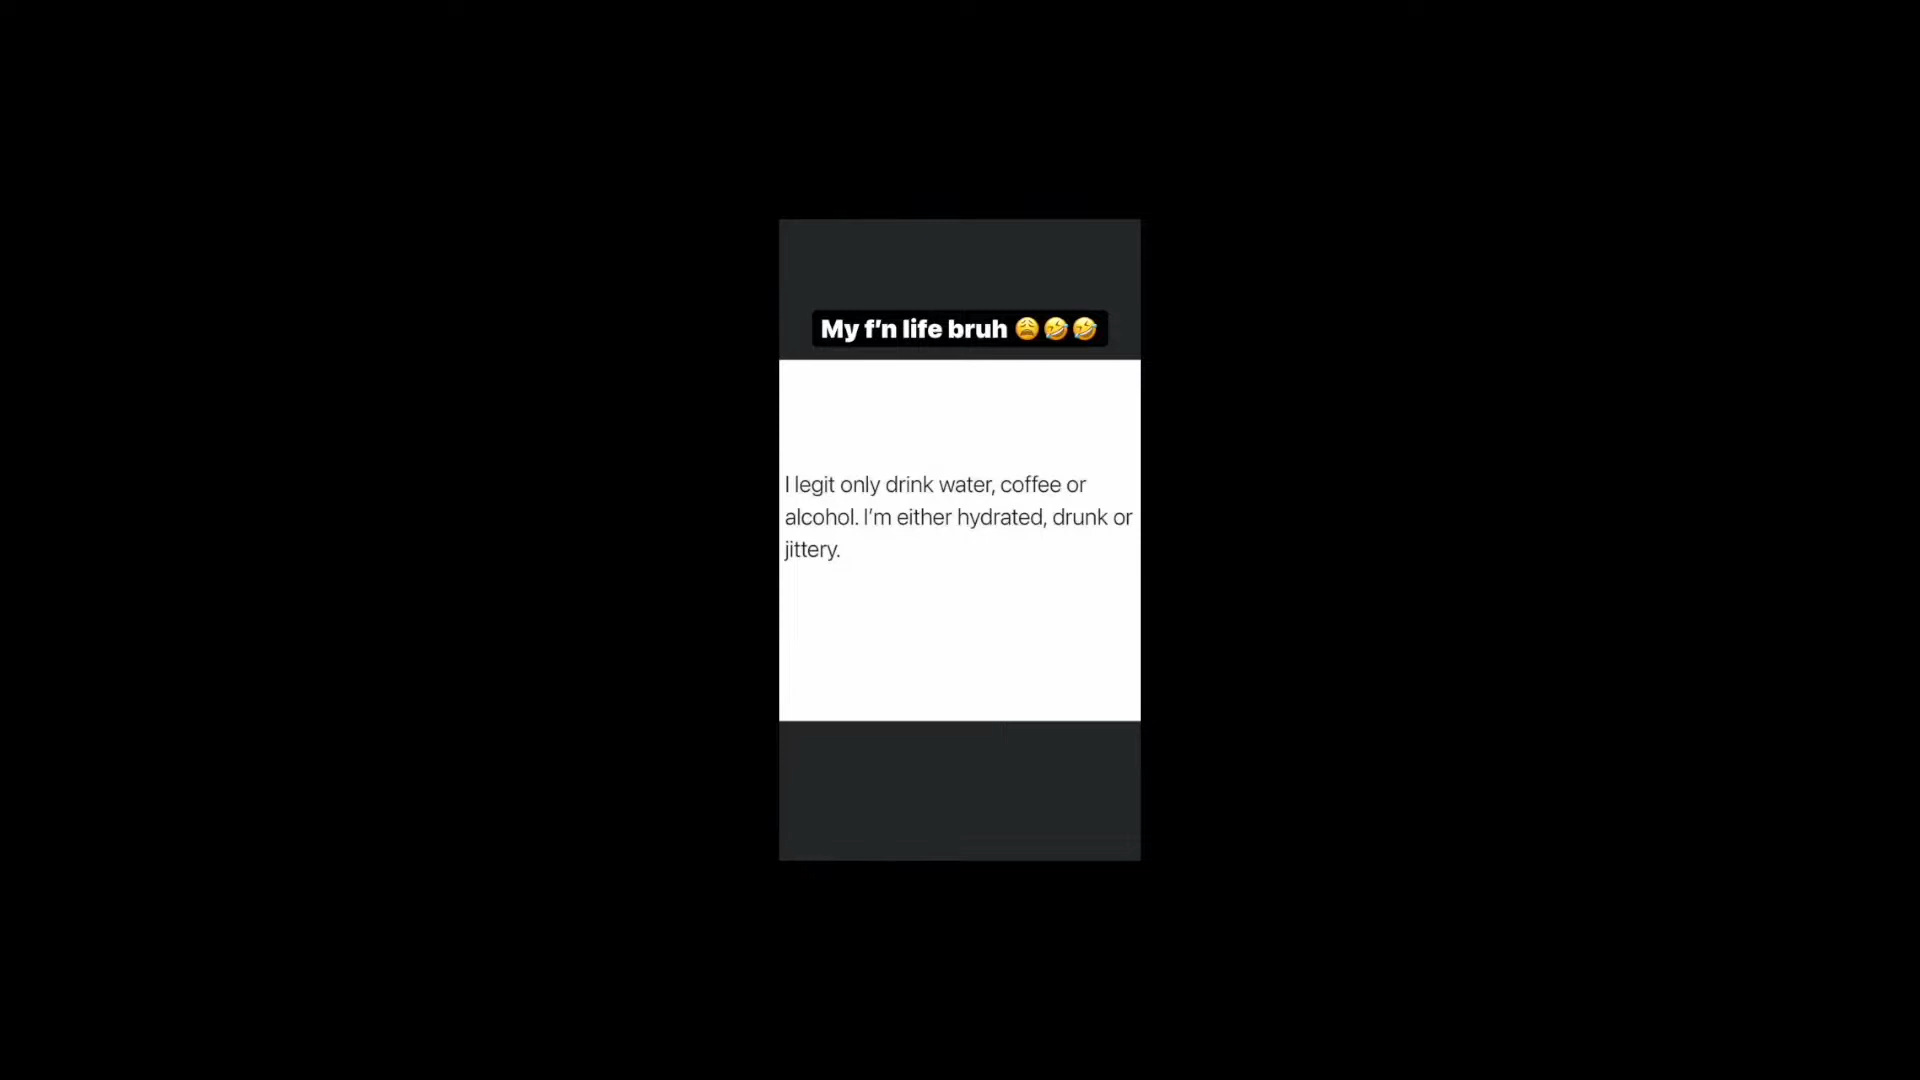 My f'n life bruh 😩🤣🤣
I legit only drink water, coffee or
alcohol. I'm either hydrated, drunk or
jittery.